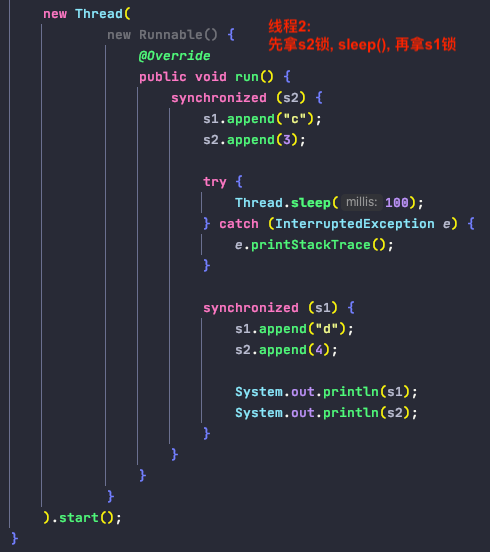 new Thread(
new Runnable() {
线程2:
先拿s2锁, sleep(), 再拿s1锁
@Override
public void run() {
synchronized (s2) {
s1.append("c");
s2.append(3);
try {
Thread.sleep( millis: 100);
} catch (InterruptedException e) {
e.printStackTrace();
}
synchronized (s1) {
s1.append("d");
s2.append(4);
System.out.println(s1);
System.out.println(s2);
}
}
}
}
).start();
}